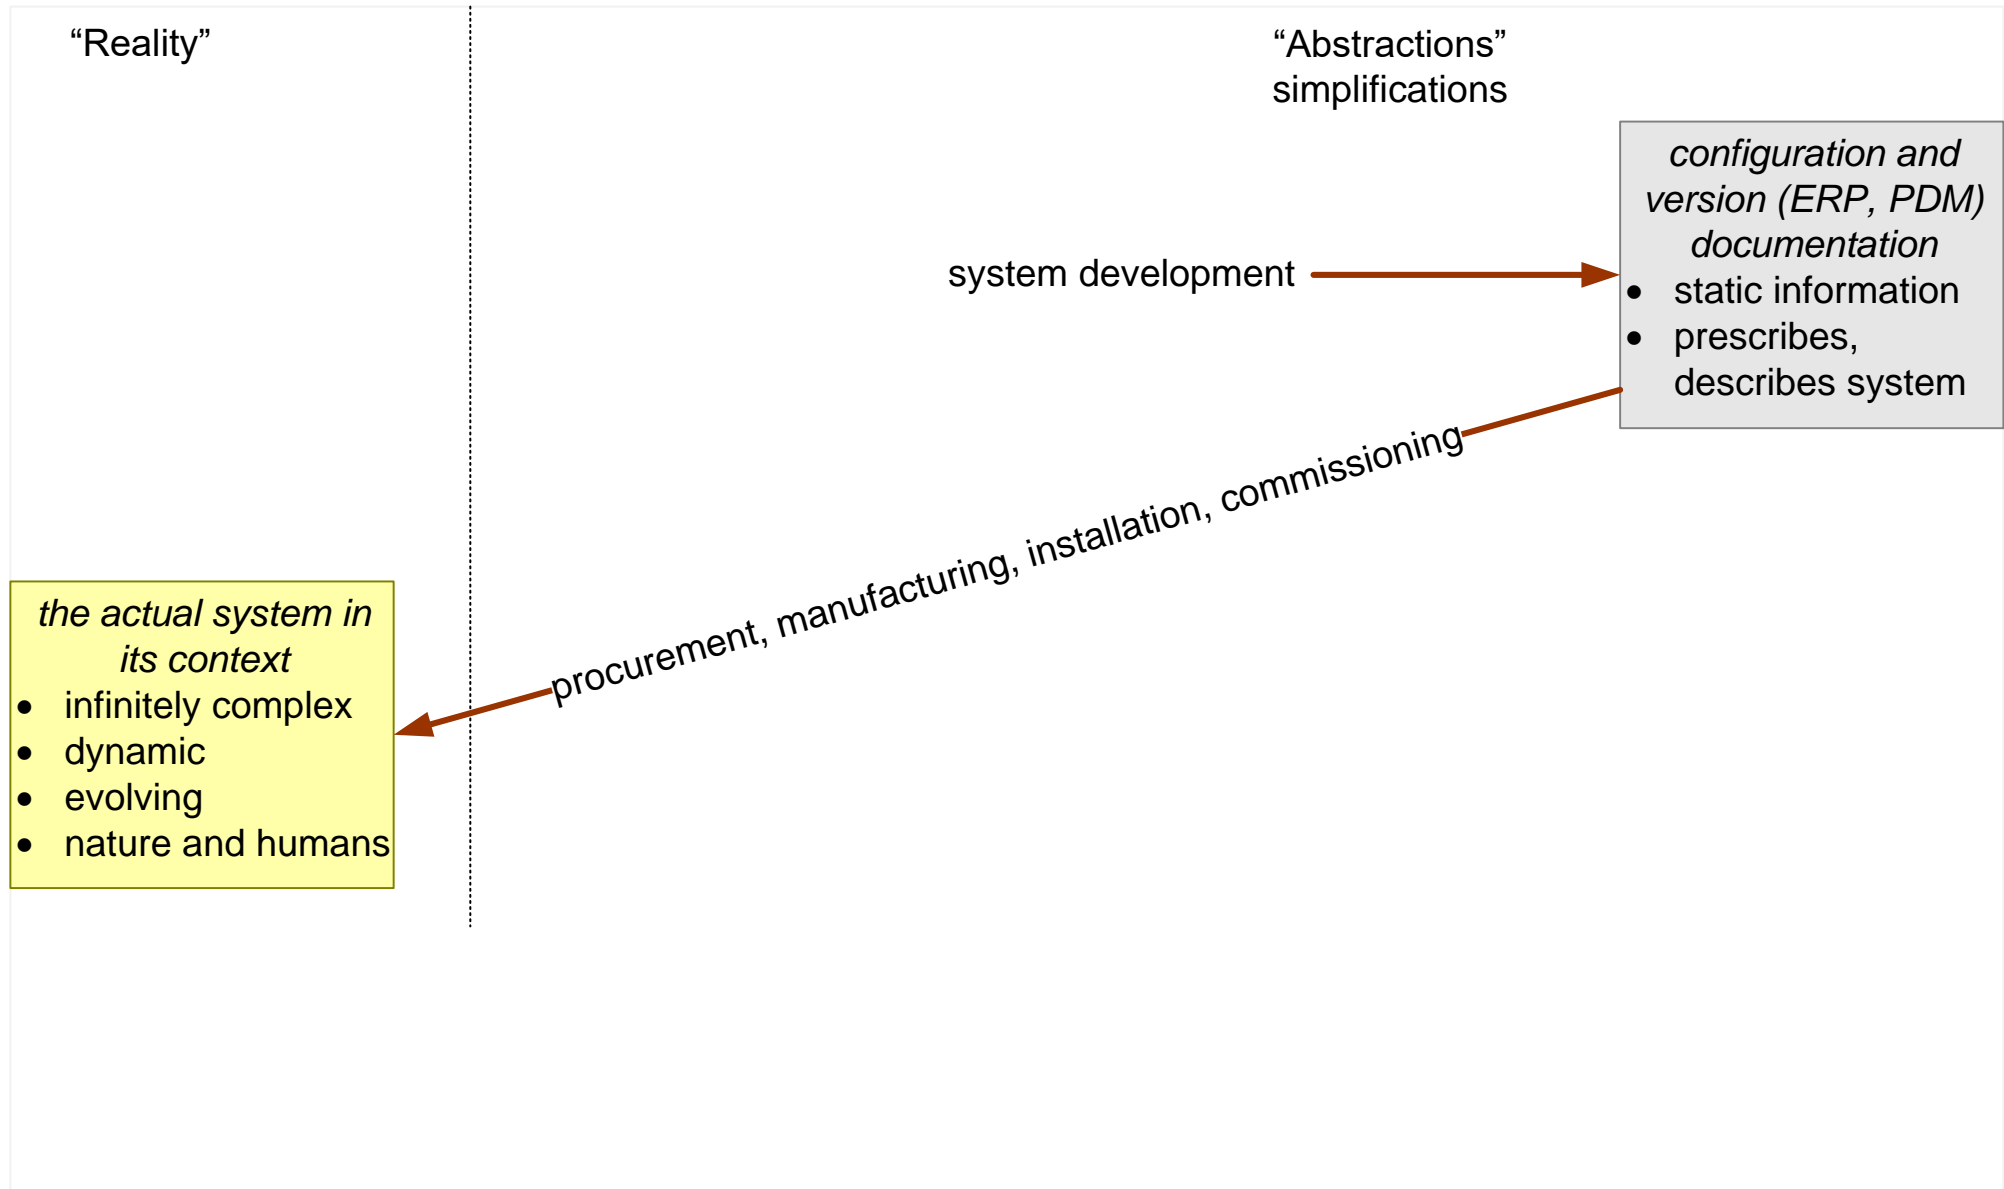 “Reality”
“Abstractions”
simplifications
configuration and
version (ERP, PDM)
documentation
• static information
• prescribes,
describes system
system development
procurement, manufacturing, installation, commissioning
the actual system in
its context
• infinitely complex
• dynamic
• evolving
• nature and humans